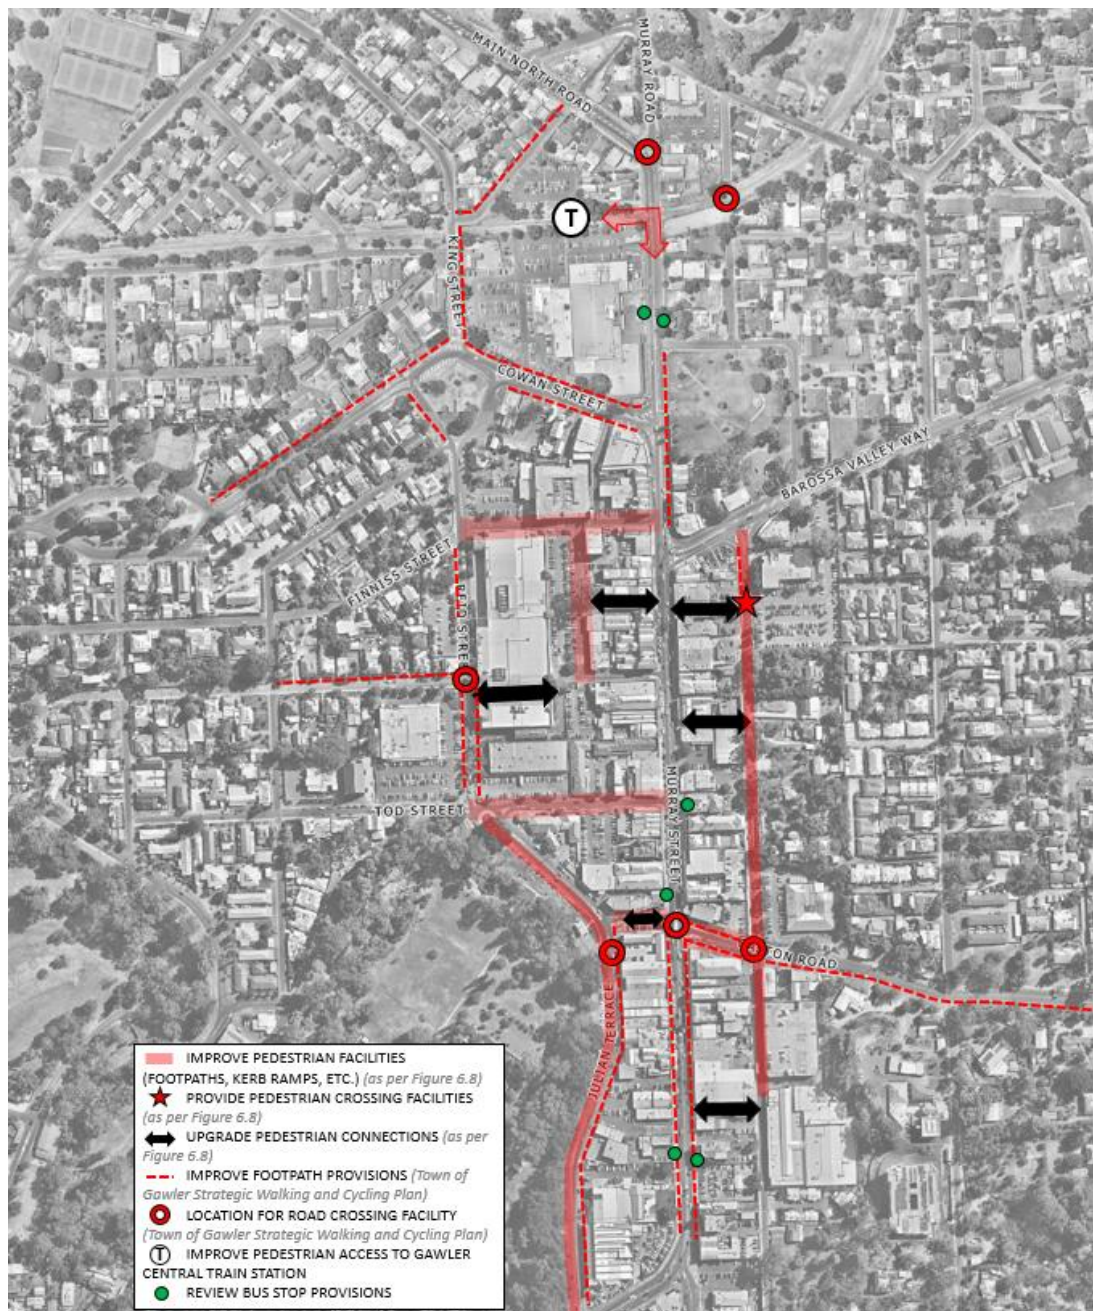 MAIN NORTH ROAD
MURRAY ROAD
T
KING STREET
COWAN STREET
BAROSSA VALLEY WAY
FINNISS STREET
REID STREE
TOD STREET
MURRAY STREET
TON ROAD
JULIAN TERRACE
IMPROVE PEDESTRIAN FACILITIES
(FOOTPATHS, KERB RAMPS, ETC.) (as per Figure 6.8)
PROVIDE PEDESTRIAN CROSSING FACILITIES
(as per Figure 6.8)
UPGRADE PEDESTRIAN CONNECTIONS (as per
Figure 6.8)
IMPROVE FOOTPATH PROVISIONS (Town of
Gawler Strategic Walking and Cycling Plan)
LOCATION FOR ROAD CROSSING FACILITY
(Town of Gawler Strategic Walking and Cycling Plan)
T IMPROVE PEDESTRIAN ACCESS TO GAWLER
CENTRAL TRAIN STATION
REVIEW BUS STOP PROVISIONS